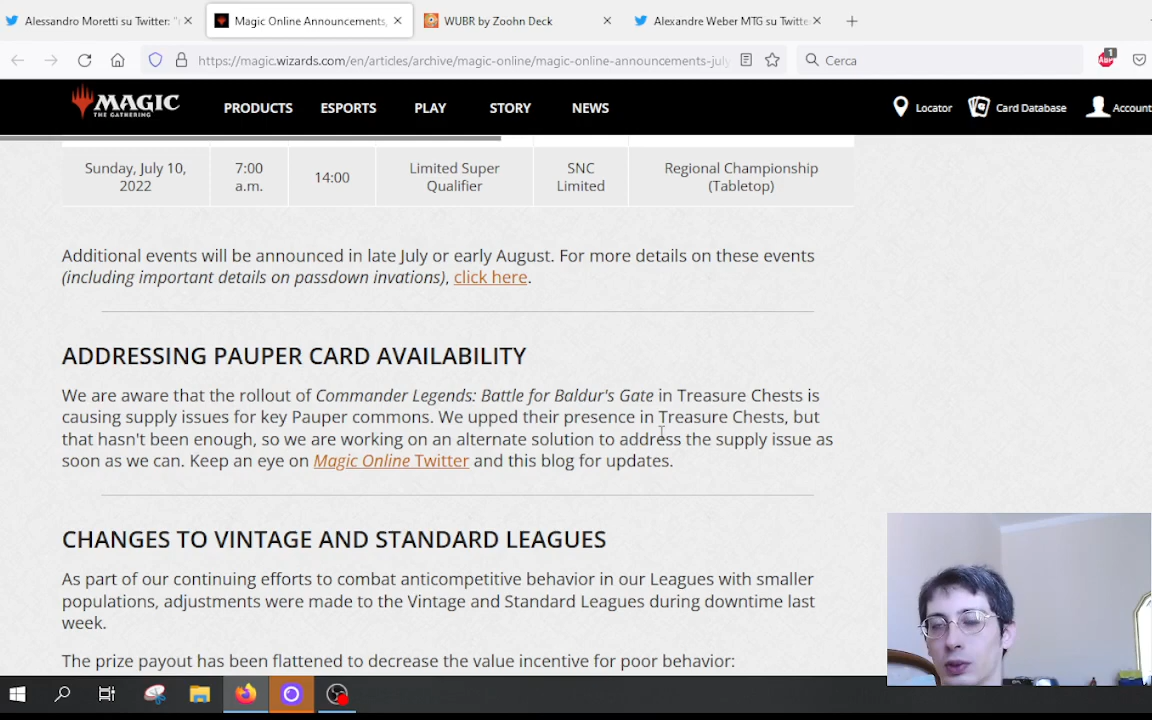 Alessandro Moretti su Twitter: "
Magic Online Announcements,
WUBR by Zoohn Deck
Alexandre Weber MTG su Twitte
https://magic.wizards.com/en/articles/archive/magic-online/magic-online-announcements-jul
Cerca
1
MAGIC
THE GATHERING
PRODUCTS ESPORTS PLAY STORY NEWS
Locator Card Database Account
Sunday, July 10, 2022
7:00 a.m.
14:00
Limited Super Qualifier
SNC Limited
Regional Championship (Tabletop)
Additional events will be announced in late July or early August. For more details on these events
(including important details on passdown invations), click here.
ADDRESSING PAUPER CARD AVAILABILITY
We are aware that the rollout of Commander Legends: Battle for Baldur's Gate in Treasure Chests is
causing supply issues for key Pauper commons. We upped their presence in Treasure Chests, but
that hasn't been enough, so we are working on an alternate solution to address the supply issue as
soon as we can. Keep an eye on Magic Online Twitter and this blog for updates.
CHANGES TO VINTAGE AND STANDARD LEAGUES
As part of our continuing efforts to combat anticompetitive behavior in our Leagues with smaller
populations, adjustments were made to the Vintage and Standard Leagues during downtime last
week.
The prize payout has been flattened to decrease the value incentive for poor behavior: